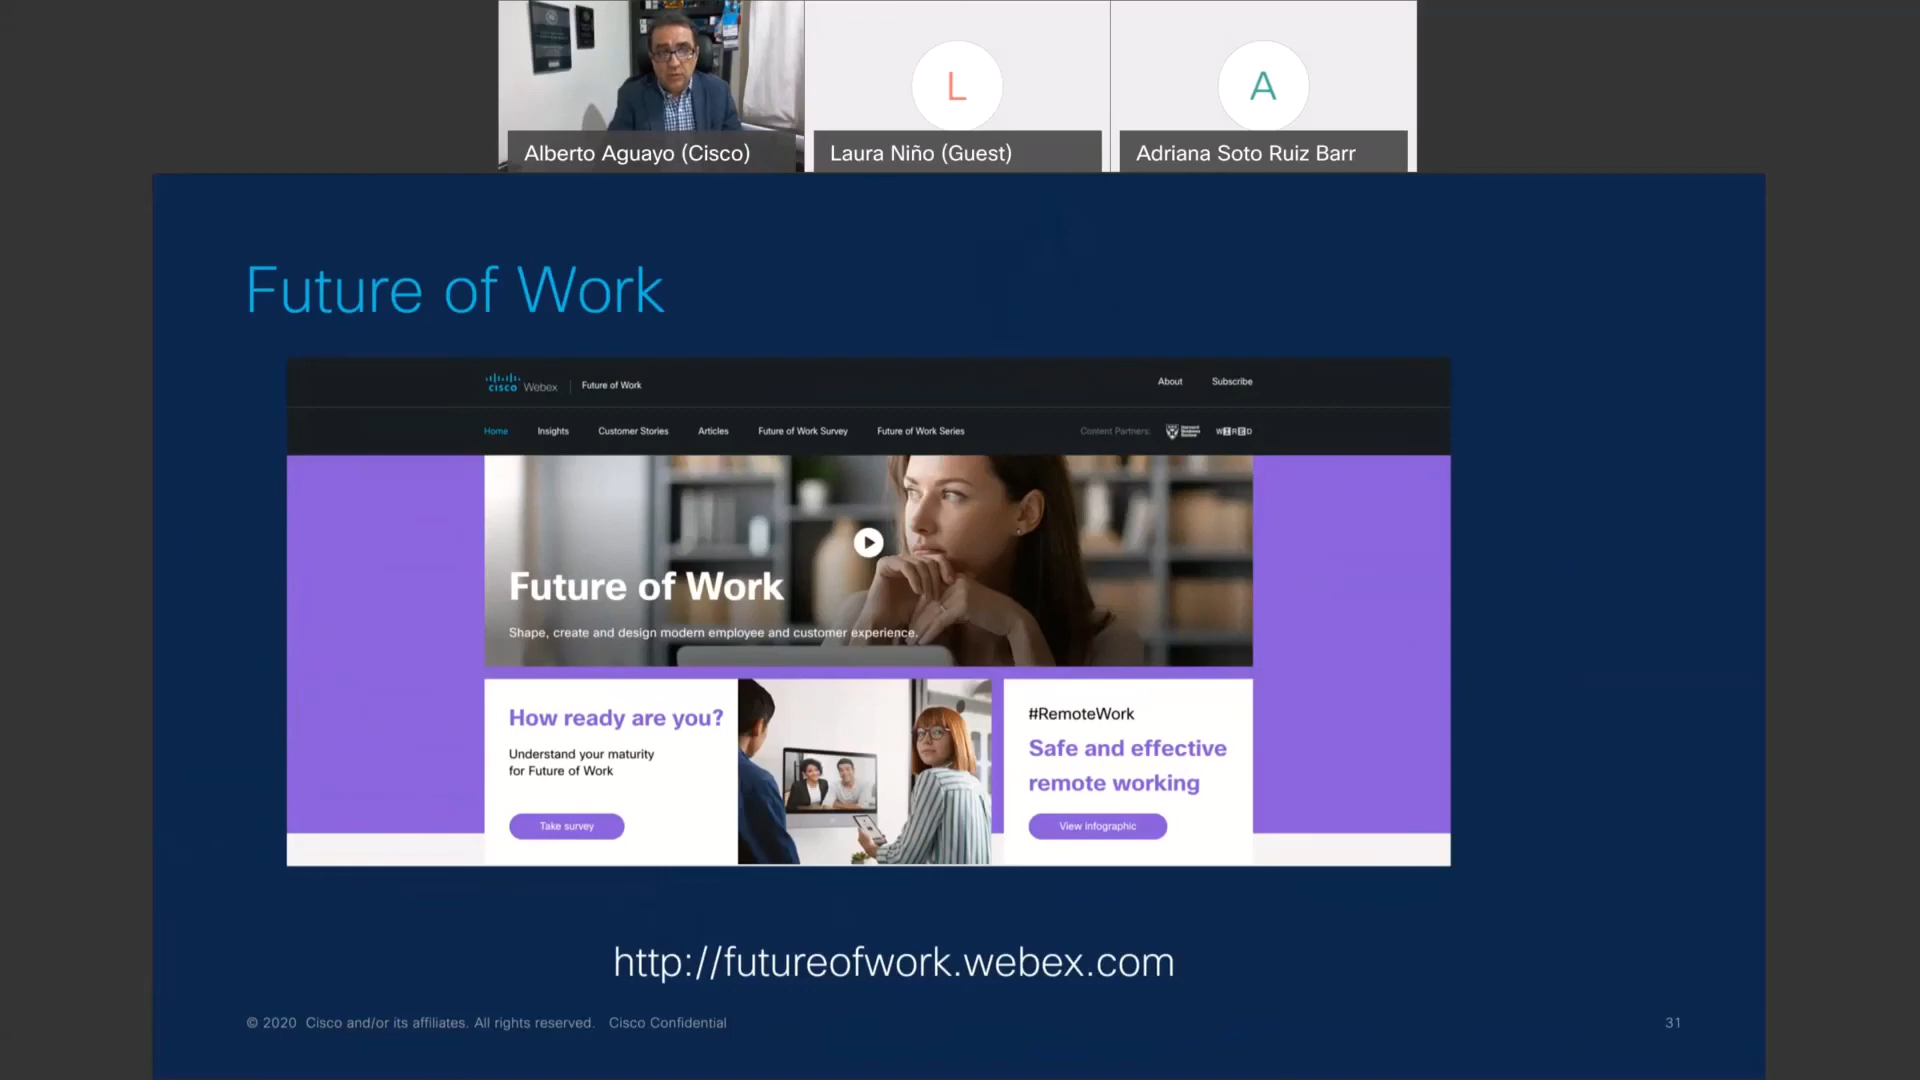 L
A
Alberto Aguayo (Cisco)
Laura Niño (Guest)
Adriana Soto Ruiz Barr
Future of Work
cisco Webex | Future of Work
About
Subscribe
Home
Insights
Customer Stories
Articles
Future of Work Survey
Future of Work Series
Content Partners:
Harvard Business Review
WIRED
Future of Work
Shape, create and design modern employee and customer experience.
How ready are you?
Understand your maturity
for Future of Work
Take survey
#RemoteWork
Safe and effective
remote working
View infographic
http://futureofwork.webex.com
© 2020 Cisco and/or its affiliates. All rights reserved. Cisco Confidential
31